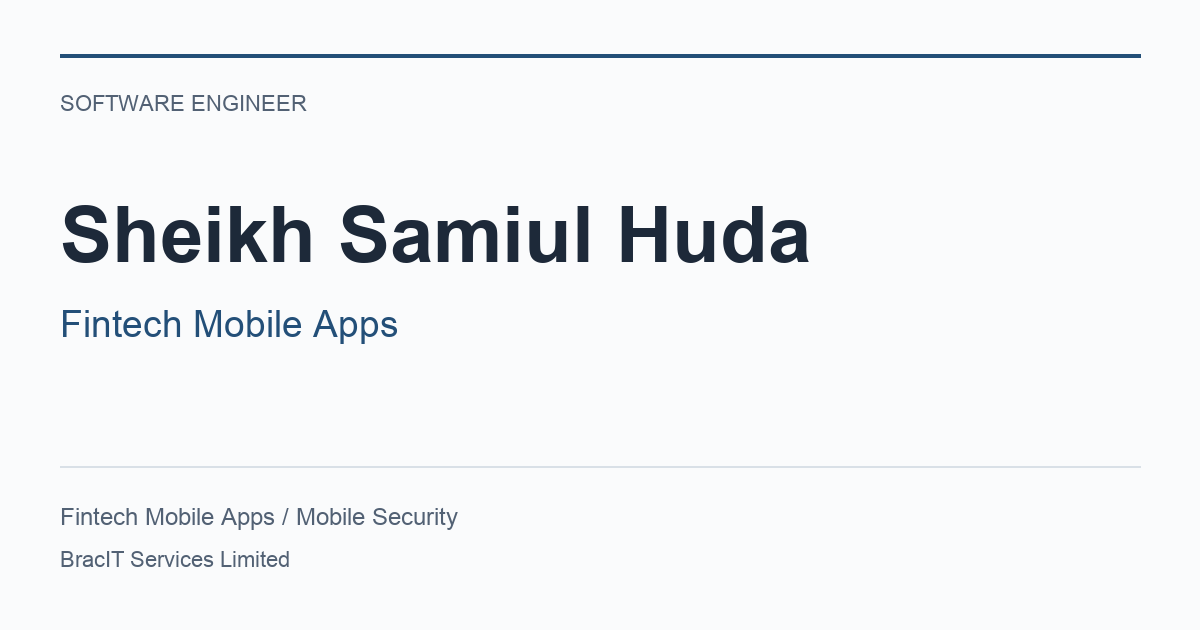 SOFTWARE ENGINEER
Sheikh Samiul Huda
Fintech Mobile Apps
Fintech Mobile Apps / Mobile Security
BracIT Services Limited